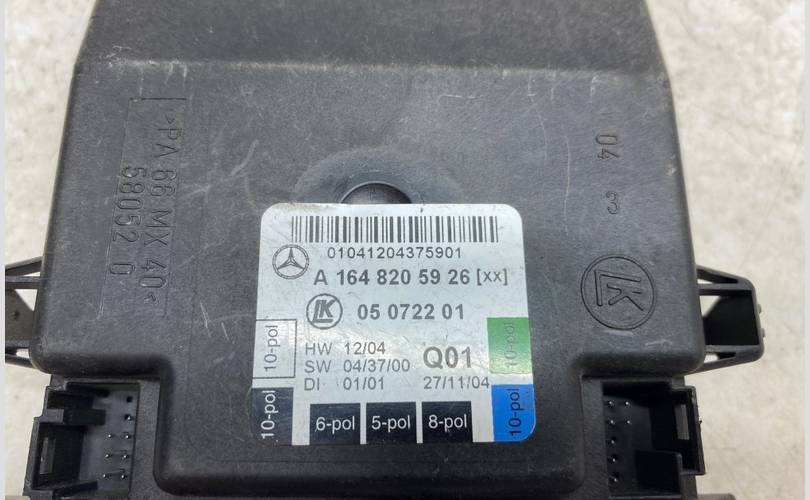 >PA 66 MX 40<
58052 0
04 3
LK
01041204375901
A 164 820 59 26 [xx]
LK 05 0722 01
HW 12/04 Q01
SW 04/37/00
DI 01/01 27/11/04
10-pol
10-pol
10-pol
10-pol
6-pol 5-pol 8-pol